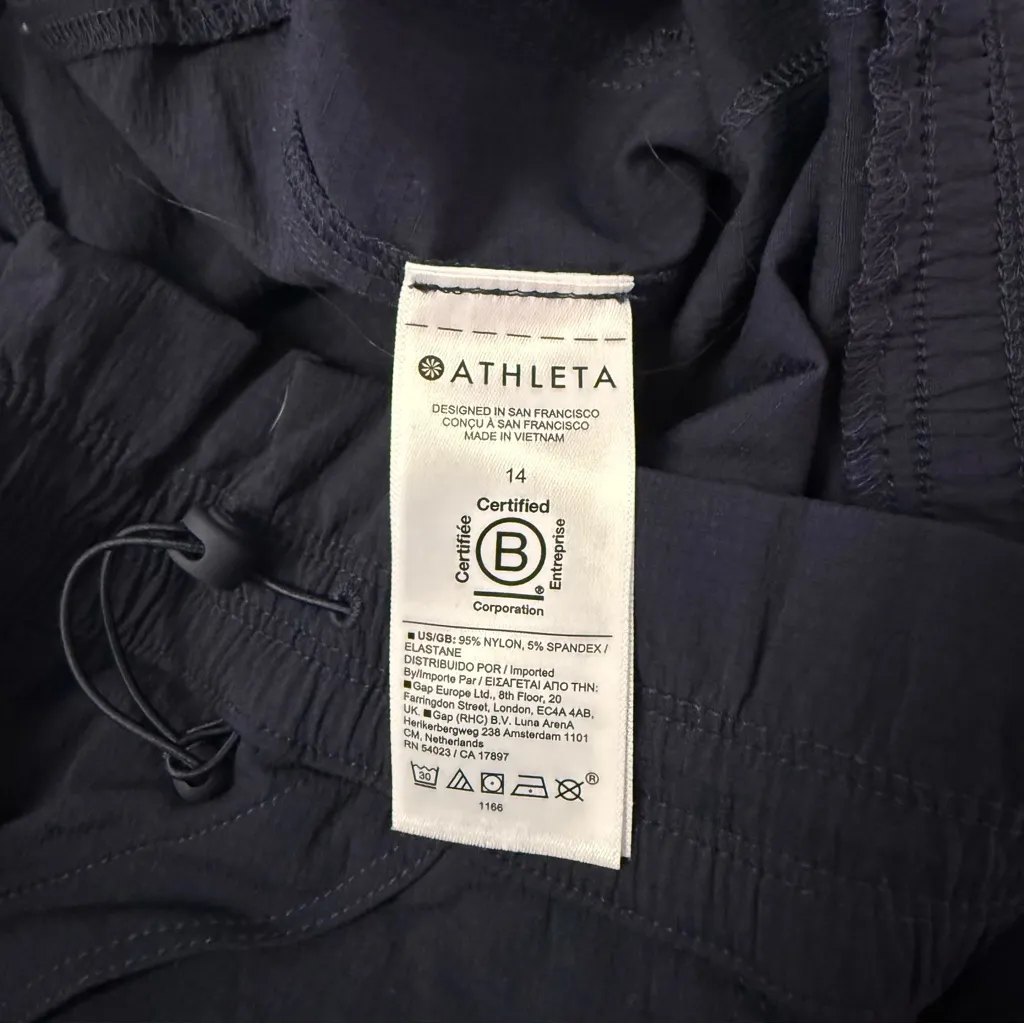 ATHLETA
DESIGNED IN SAN FRANCISCO
CONÇU À SAN FRANCISCO
MADE IN VIETNAM
14
Certified
Certifiée
B
Entreprise
®
Corporation
US/GB: 95% NYLON, 5% SPANDEX /
ELASTANE
DISTRIBUIDO POR / Imported
By/Importe Par / ΕΙΣΑΓΕΤΑΙ ΑΠΟ ΤΗΝ:
Gap Europe Ltd., 8th Floor, 20
Farringdon Street, London, EC4A 4AB,
UK. Gap (RHC) B.V. Luna ArenA
Herikerbergweg 238 Amsterdam 1101
CM, Netherlands
RN 54023 / CA 17897
30
®
1166